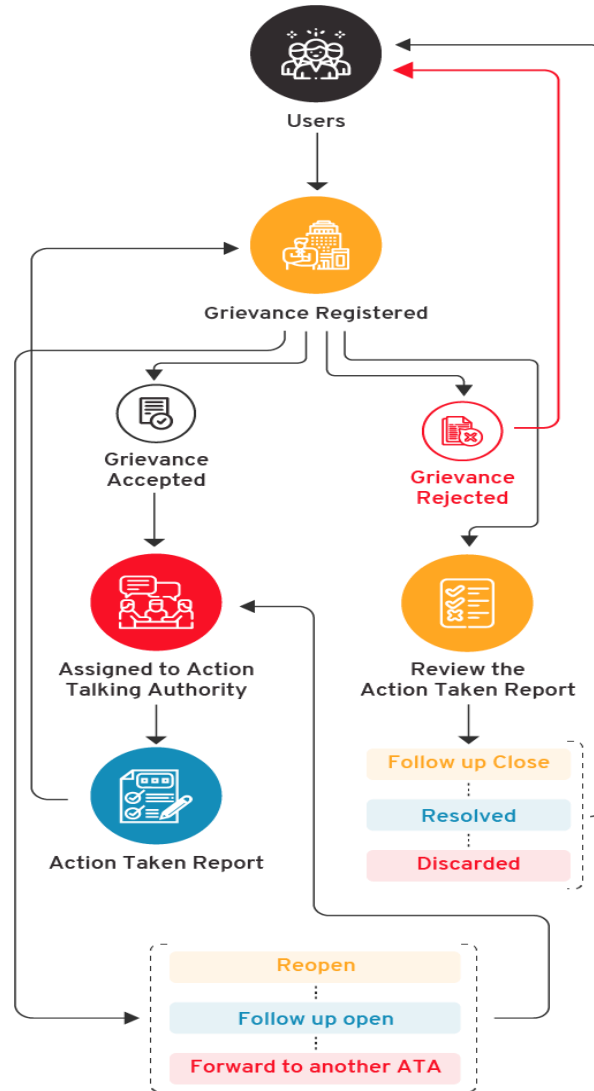 Users
Grievance Registered
Grievance
Accepted
Grievance
Rejected
Assigned to Action
Talking Authority
Review the
Action Taken Report
Follow up Close
Resolved
Discarded
Action Taken Report
Reopen
Follow up open
Forward to another ATA